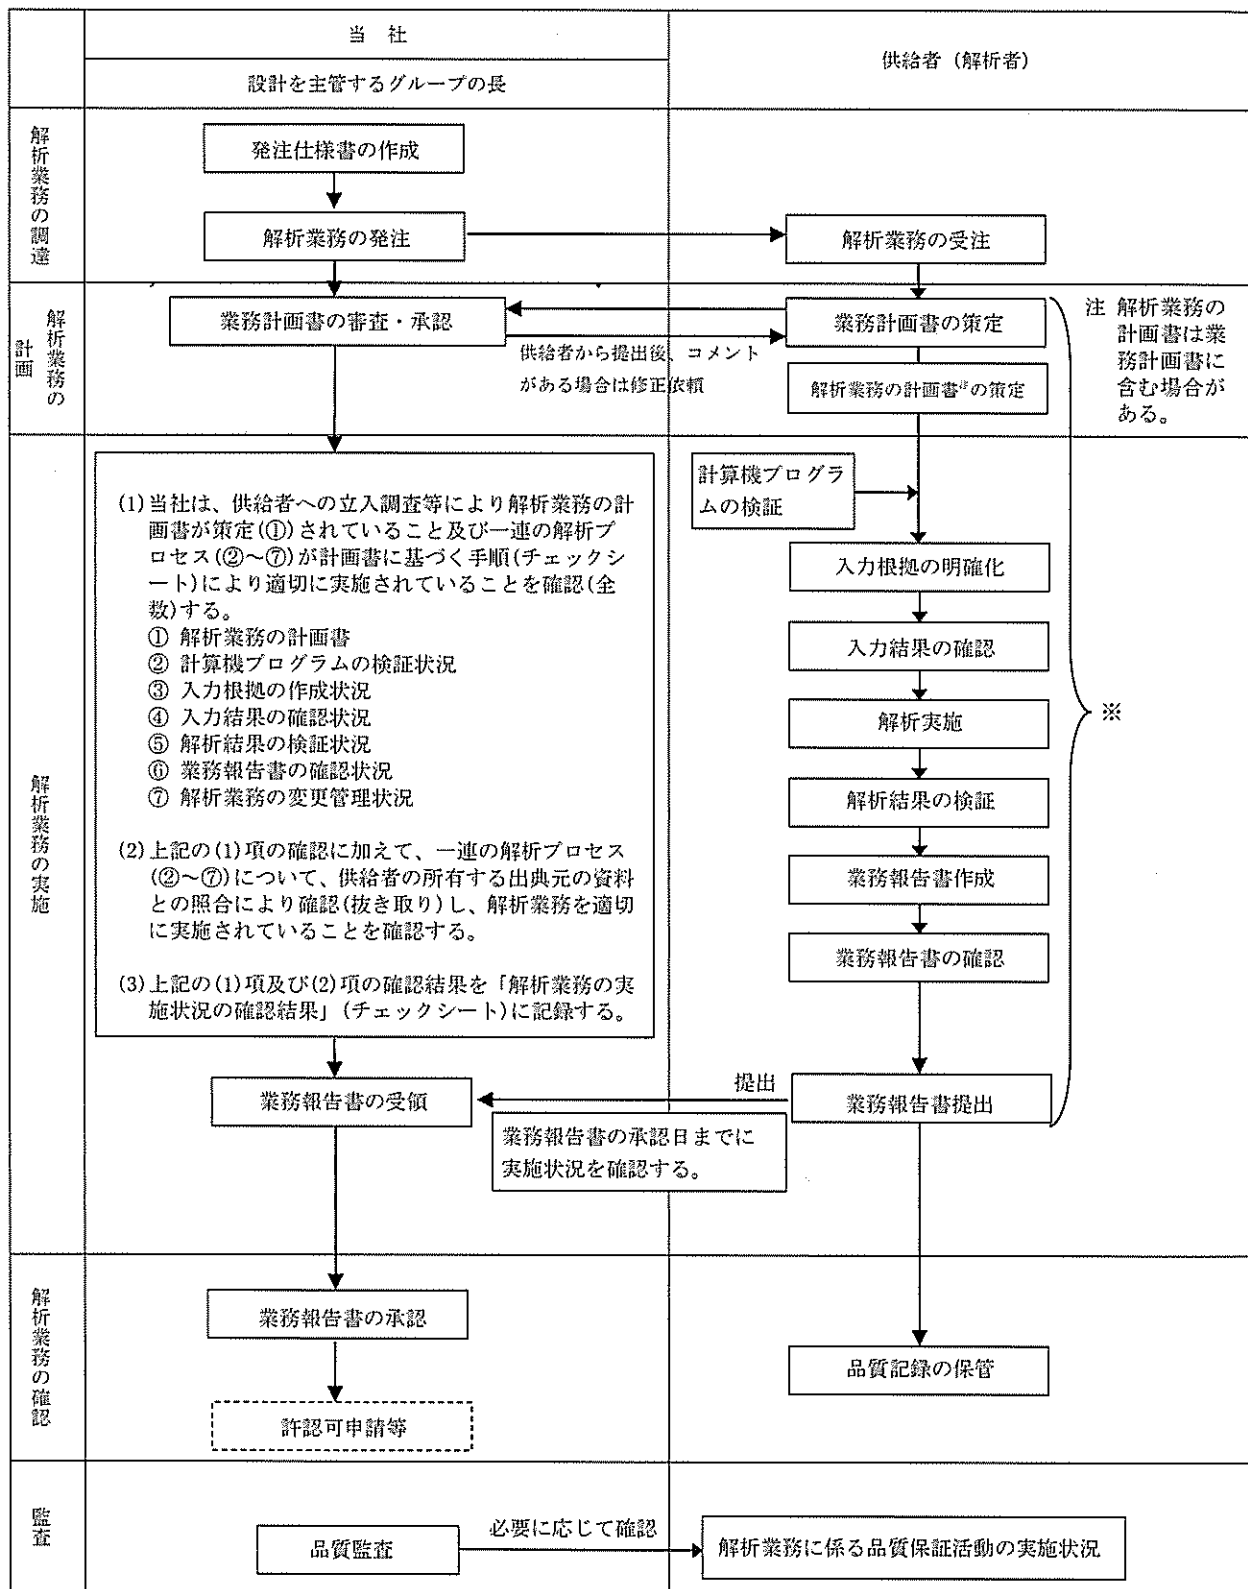 当 社
供給者（解析者）
設計を主管するグループの長
解析業務の調達
発注仕様書の作成
解析業務の発注
解析業務の受注
解析業務の
計画
業務計画書の審査・承認
業務計画書の策定
供給者から提出後、コメント
がある場合は修正依頼
解析業務の計画書注の策定
注 解析業務の
計画書は業
務計画書に
含む場合が
ある。
解析業務の実施
(1)当社は、供給者への立入調査等により解析業務の計
画書が策定(①)されていること及び一連の解析プ
ロセス(②～⑦)が計画書に基づく手順(チェックシ
ート)により適切に実施されていることを確認(全
数)する。
① 解析業務の計画書
② 計算機プログラムの検証状況
③ 入力根拠の作成状況
④ 入力結果の確認状況
⑤ 解析結果の検証状況
⑥ 業務報告書の確認状況
⑦ 解析業務の変更管理状況
(2)上記の(1)項の確認に加えて、一連の解析プロセス
(②～⑦)について、供給者の所有する出典元の資料
との照合により確認(抜き取り)し、解析業務を適切
に実施されていることを確認する。
(3)上記の(1)項及び(2)項の確認結果を「解析業務の実
施状況の確認結果」(チェックシート)に記録する。
計算機プログラ
ムの検証
入力根拠の明確化
入力結果の確認
解析実施
解析結果の検証
業務報告書作成
業務報告書の確認
※
業務報告書の受領
提出
業務報告書提出
業務報告書の承認日までに
実施状況を確認する。
解析業務の確認
業務報告書の承認
品質記録の保管
許認可申請等
監査
品質監査
必要に応じて確認
解析業務に係る品質保証活動の実施状況